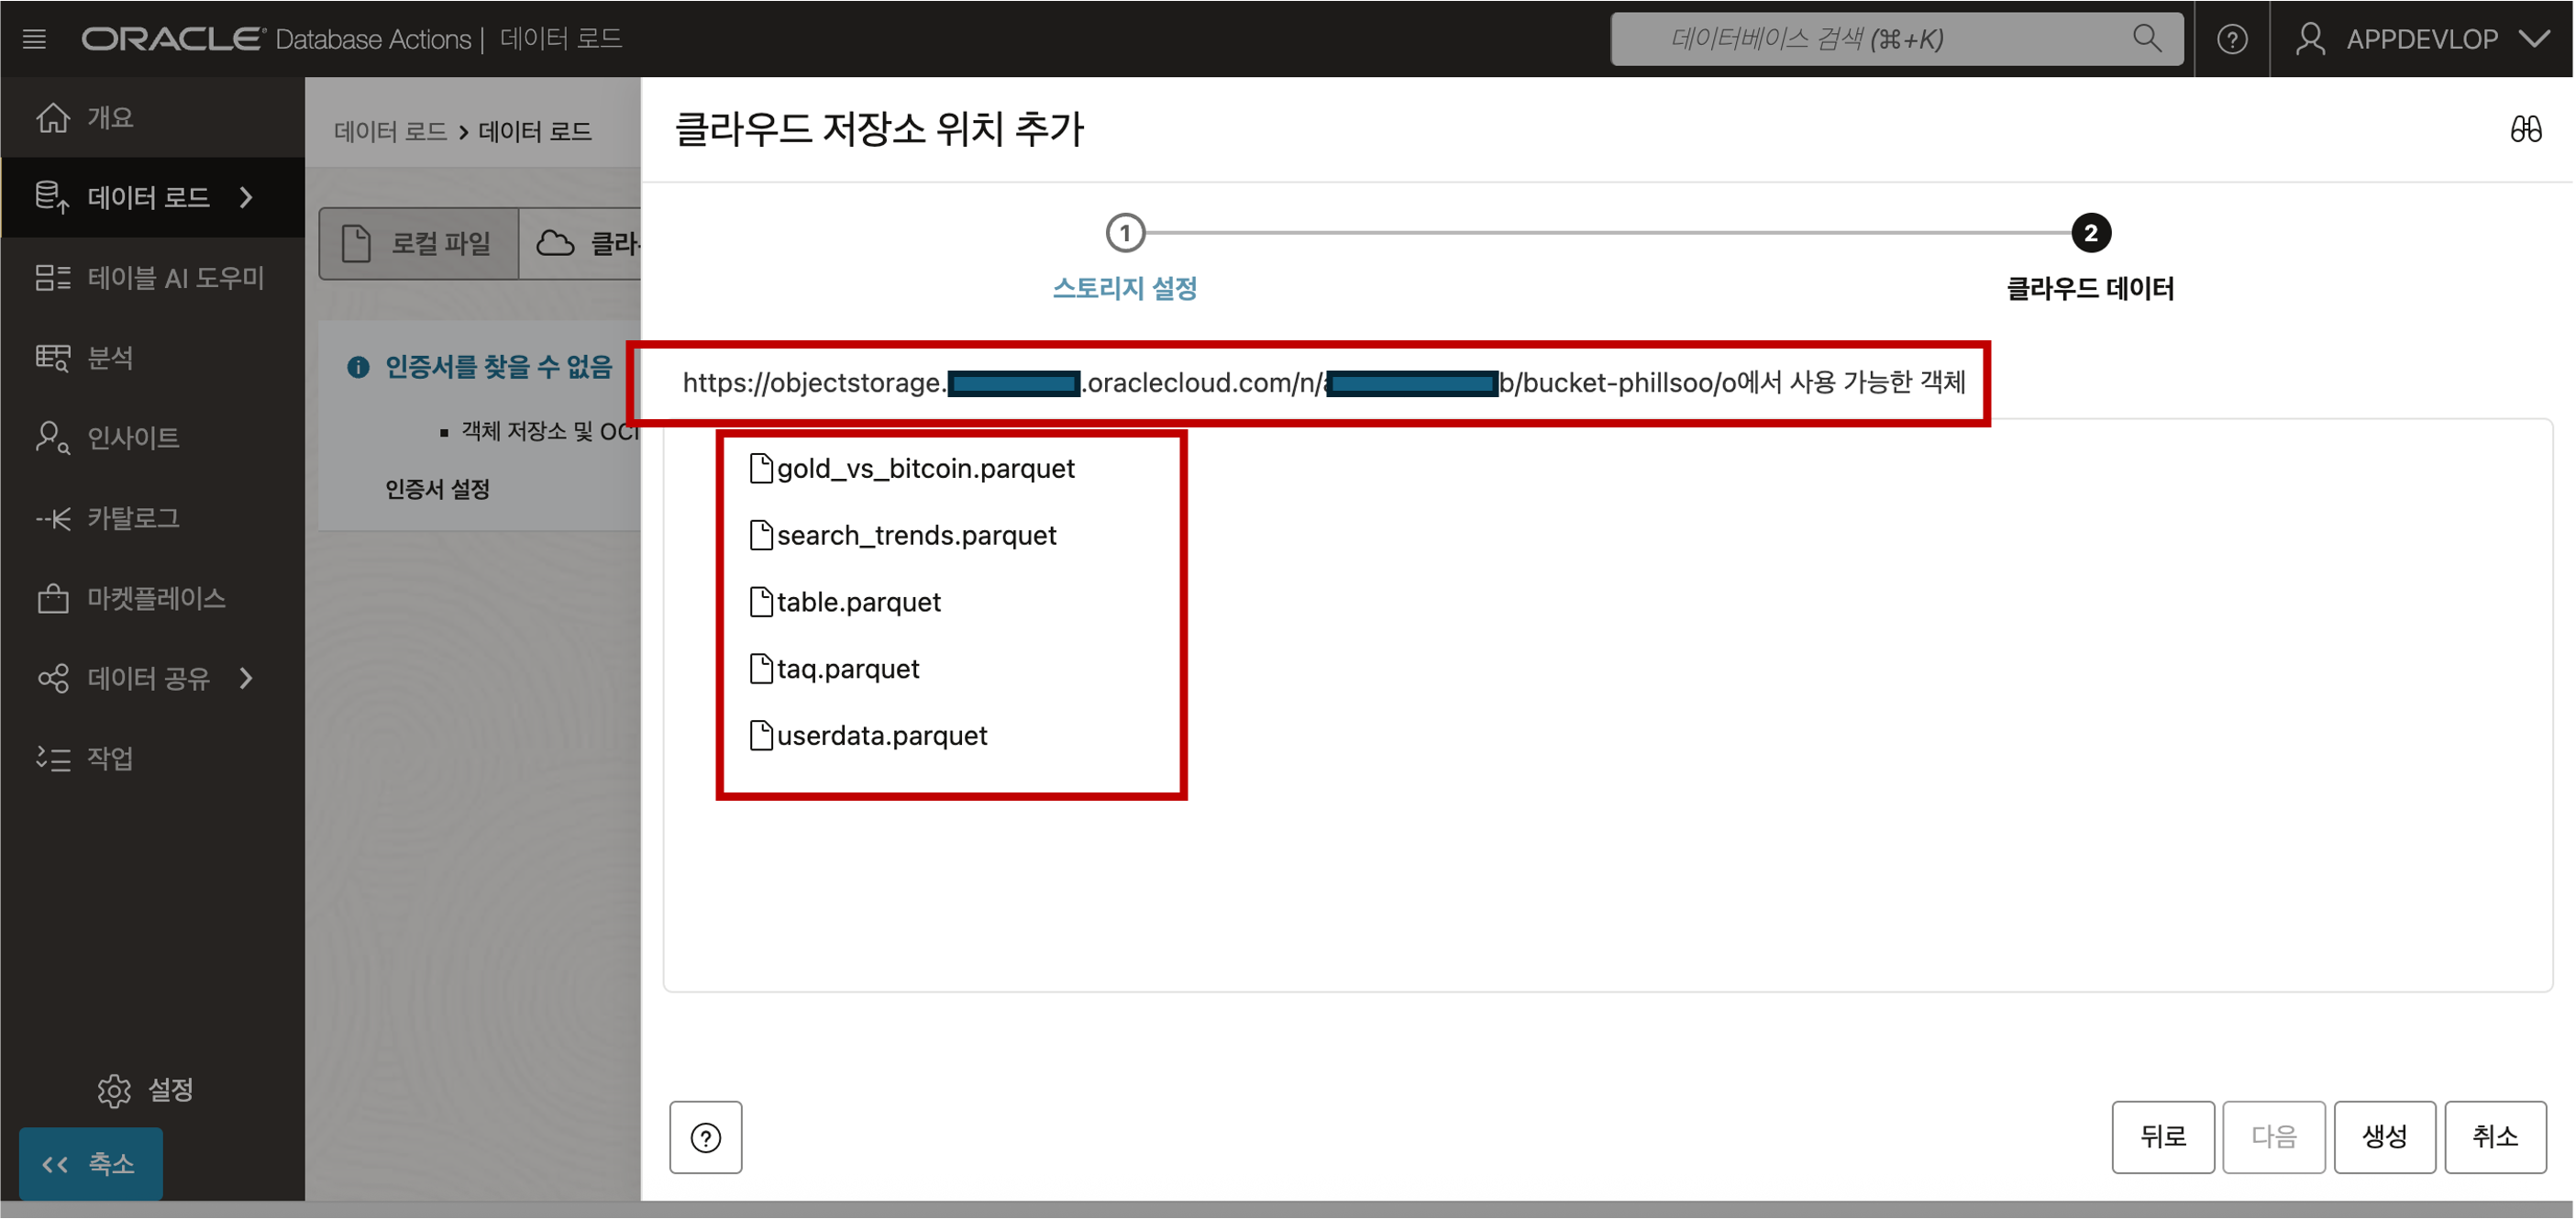 ORACLE Database Actions | 데이터 로드
데이터베이스 검색 (⌘+K)
APPDEVLOP
개요
데이터 로드
테이블 AI 도우미
분석
인사이트
카탈로그
마켓플레이스
데이터 공유
작업
설정
축소
데이터 로드 > 데이터 로드
로컬 파일
인증서를 찾을 수 없음
객체 저장소 및 OCI
인증서 설정
클라우드 저장소 위치 추가
1
2
스토리지 설정
클라우드 데이터
https://objectstorage. .oraclecloud.com/n/ b/bucket-phillsoo/o에서 사용 가능한 객체
gold_vs_bitcoin.parquet
search_trends.parquet
table.parquet
taq.parquet
userdata.parquet
뒤로
다음
생성
취소